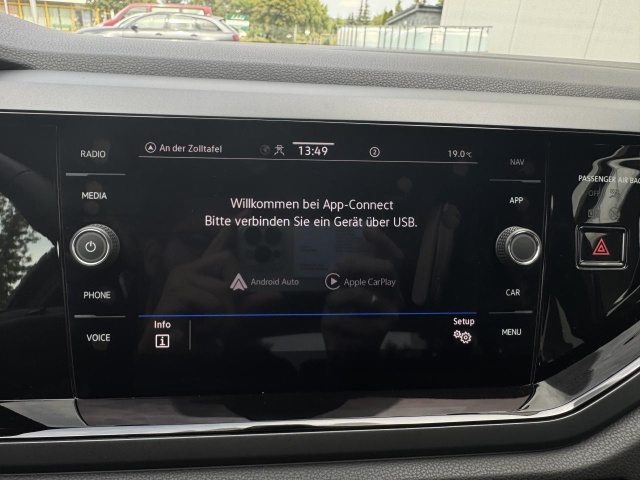 RADIO
MEDIA
PHONE
VOICE
An der Zolltafel
13:49
2
19.0°C
Willkommen bei App-Connect
Bitte verbinden Sie ein Gerät über USB.
Android Auto
Apple CarPlay
Info
Setup
NAV
APP
CAR
MENU
PASSENGER AIR BAG
OFF